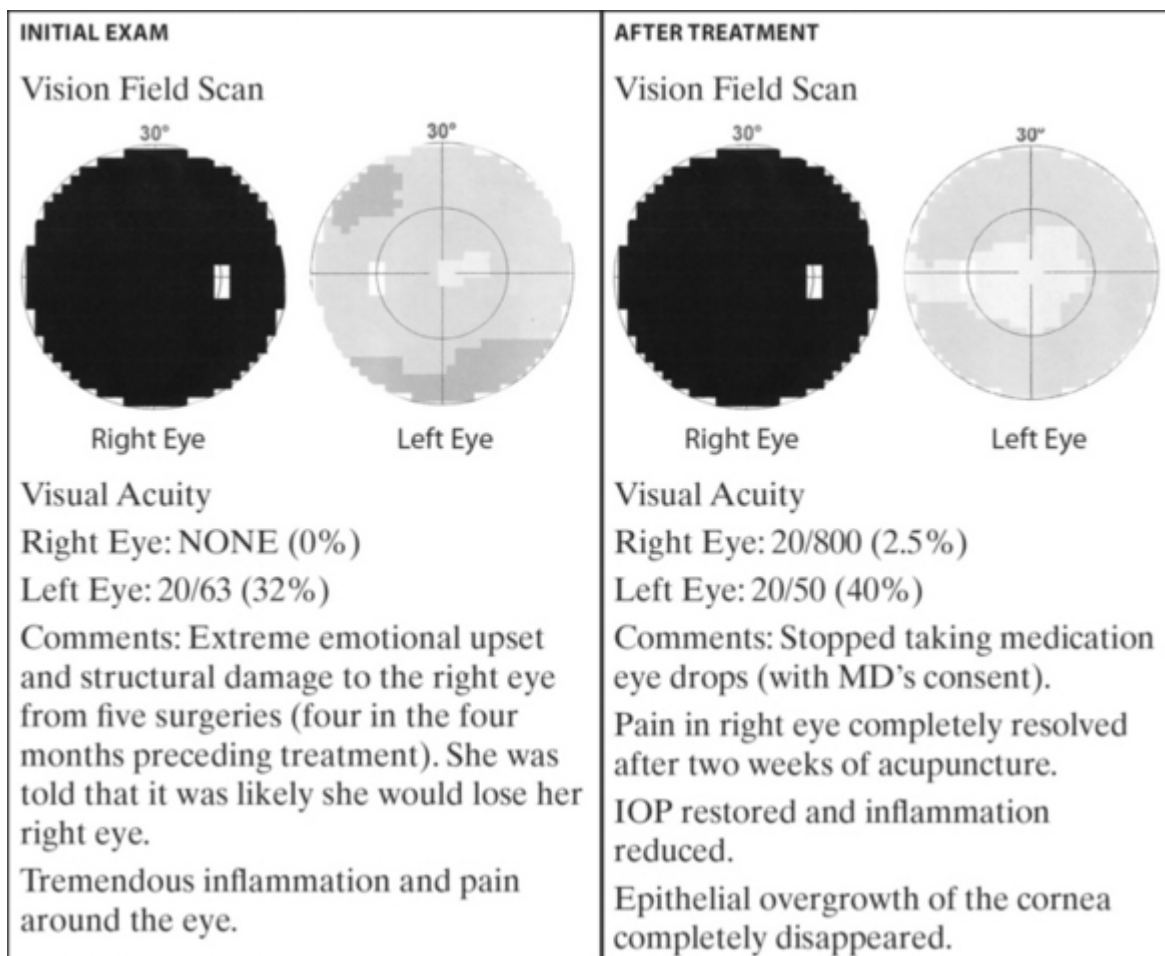 INITIAL EXAM
Vision Field Scan
30°
30°
Right Eye
Left Eye
Visual Acuity
Right Eye: NONE (0%)
Left Eye: 20/63 (32%)
Comments: Extreme emotional upset
and structural damage to the right eye
from five surgeries (four in the four
months preceding treatment). She was
told that it was likely she would lose her
right eye.
Tremendous inflammation and pain
around the eye.
AFTER TREATMENT
Vision Field Scan
30°
30°
Right Eye
Left Eye
Visual Acuity
Right Eye: 20/800 (2.5%)
Left Eye: 20/50 (40%)
Comments: Stopped taking medication
eye drops (with MD's consent).
Pain in right eye completely resolved
after two weeks of acupuncture.
IOP restored and inflammation
reduced.
Epithelial overgrowth of the cornea
completely disappeared.